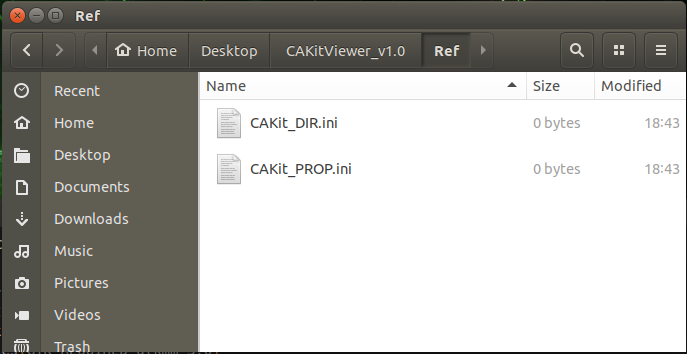 Ref
Home Desktop CAKitViewer_v1.0 Ref
Name Size Modified
Recent
CAKit_DIR.ini 0 bytes 18:43
Home
Desktop
CAKit_PROP.ini 0 bytes 18:43
Documents
Downloads
Music
Pictures
Videos
Trash